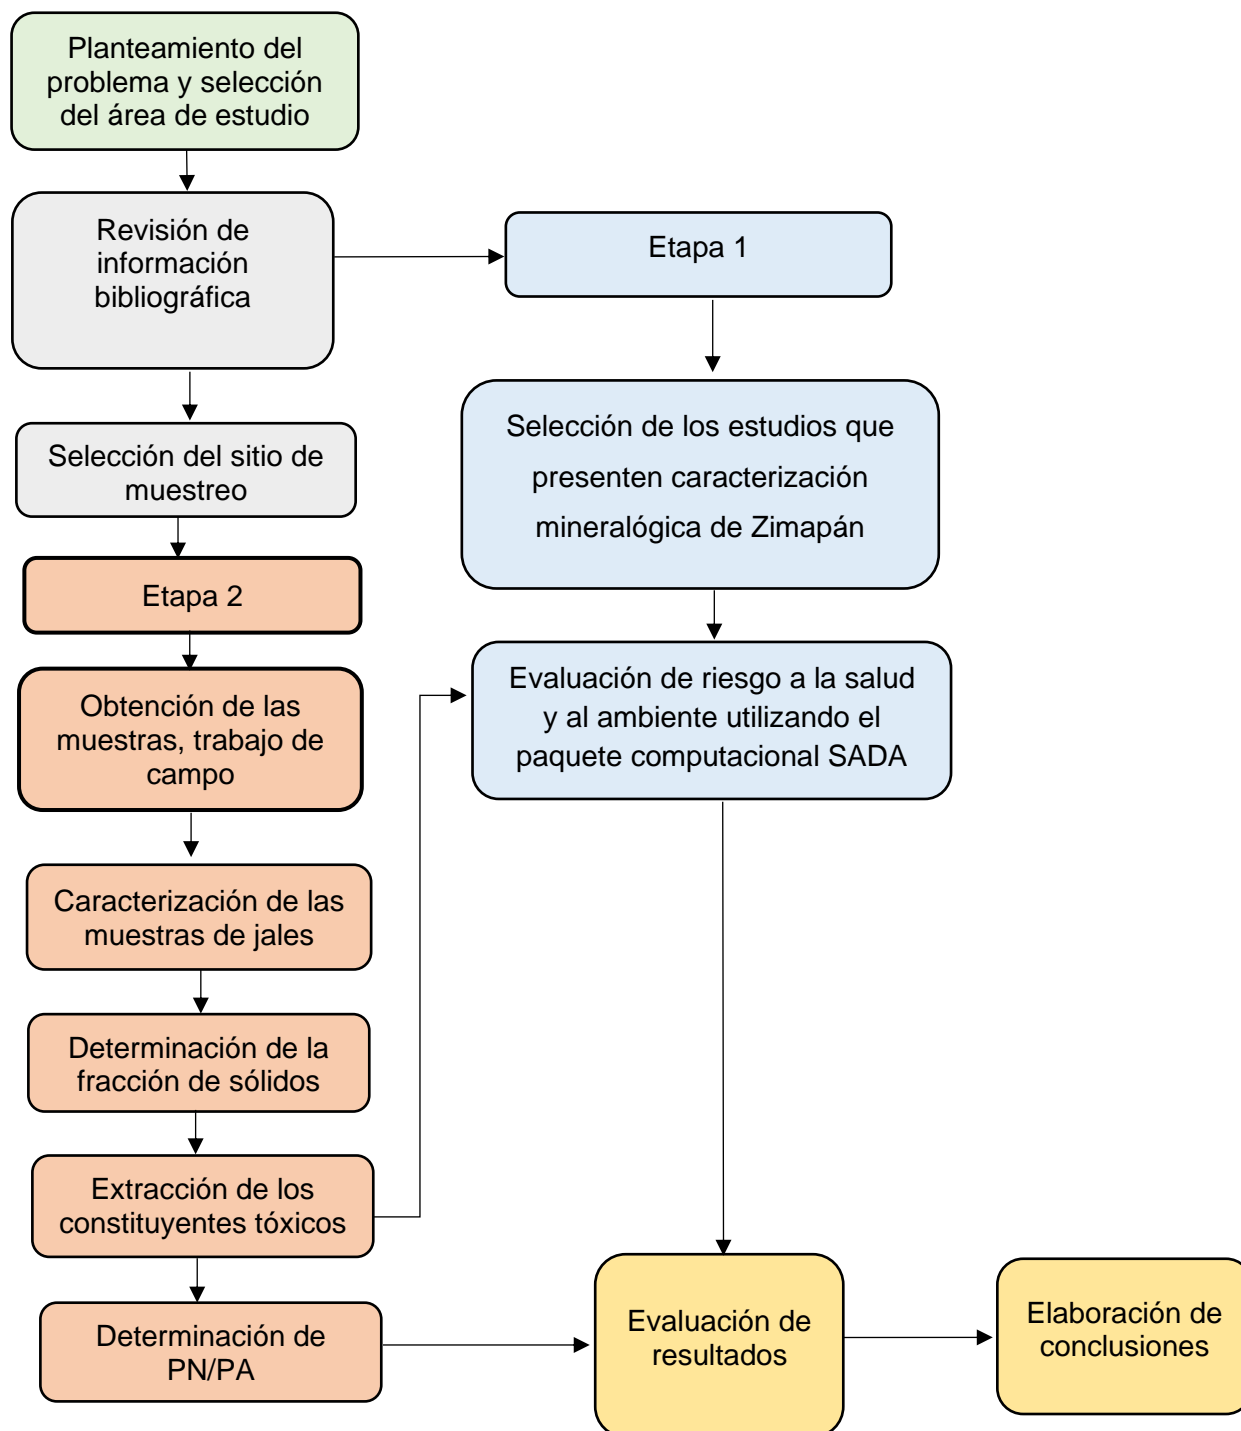 Planteamiento del
problema y selección
del área de estudio
Revisión de
información
bibliográfica
Etapa 1
Selección de los estudios que
presenten caracterización
mineralógica de Zimapán
Selección del sitio de
muestreo
Etapa 2
Obtención de las
muestras, trabajo de
campo
Evaluación de riesgo a la salud
y al ambiente utilizando el
paquete computacional SADA
Caracterización de las
muestras de jales
Determinación de la
fracción de sólidos
Extracción de los
constituyentes tóxicos
Determinación de
PN/PA
Evaluación de
resultados
Elaboración de
conclusiones